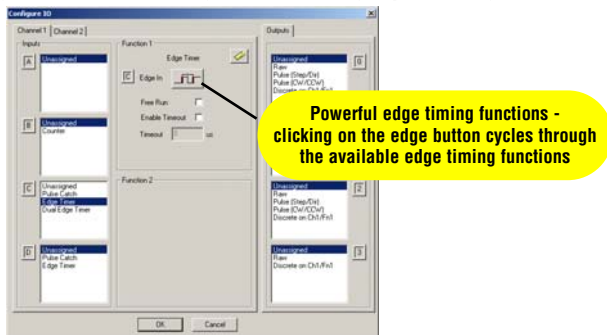 Configure IO
Channel 1
Channel 2
Inputs
A
Unassigned
B
Unassigned
Counter
C
Unassigned
Pulse Catch
Edge Timer
Dual Edge Timer
D
Unassigned
Pulse Catch
Edge Timer
Function 1
Edge Timer
C
Edge In
Free Run
Enable Timeout
Timeout
us
Function 2
Outputs
Unassigned
Raw
Pulse (Step/Dir)
Pulse (CW/CCW)
Discrete on Ch1/Fn1
0
Unassigned
Raw
Pulse (Step/Dir)
Pulse (CW/CCW)
Discrete on Ch1/Fn1
2
Unassigned
Raw
Discrete on Ch1/Fn1
3
OK
Cancel
Powerful edge timing functions -
clicking on the edge button cycles through
the available edge timing functions